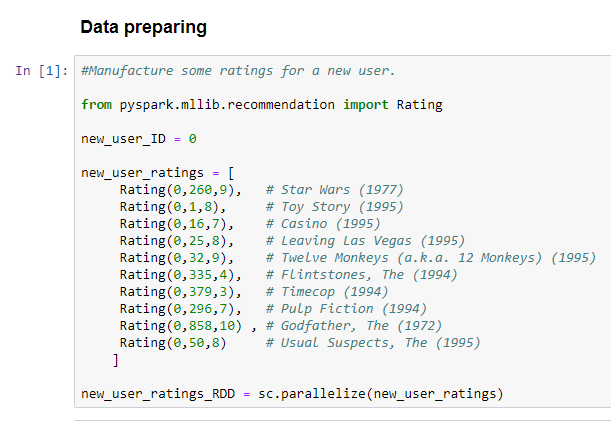 Data preparing
In [1]: #Manufacture some ratings for a new user.
from pyspark.mllib.recommendation import Rating
new_user_ID = 0
new_user_ratings = [
Rating(0,260,9), # Star Wars (1977)
Rating(0,1,8), # Toy Story (1995)
Rating(0,16,7), # Casino (1995)
Rating(0,25,8), # Leaving Las Vegas (1995)
Rating(0,32,9), # Twelve Monkeys (a.k.a. 12 Monkeys) (1995)
Rating(0,335,4), # Flintstones, The (1994)
Rating(0,379,3), # Timecop (1994)
Rating(0,296,7), # Pulp Fiction (1994)
Rating(0,858,10) , # Godfather, The (1972)
Rating(0,50,8) # Usual Suspects, The (1995)
]
new_user_ratings_RDD = sc.parallelize(new_user_ratings)